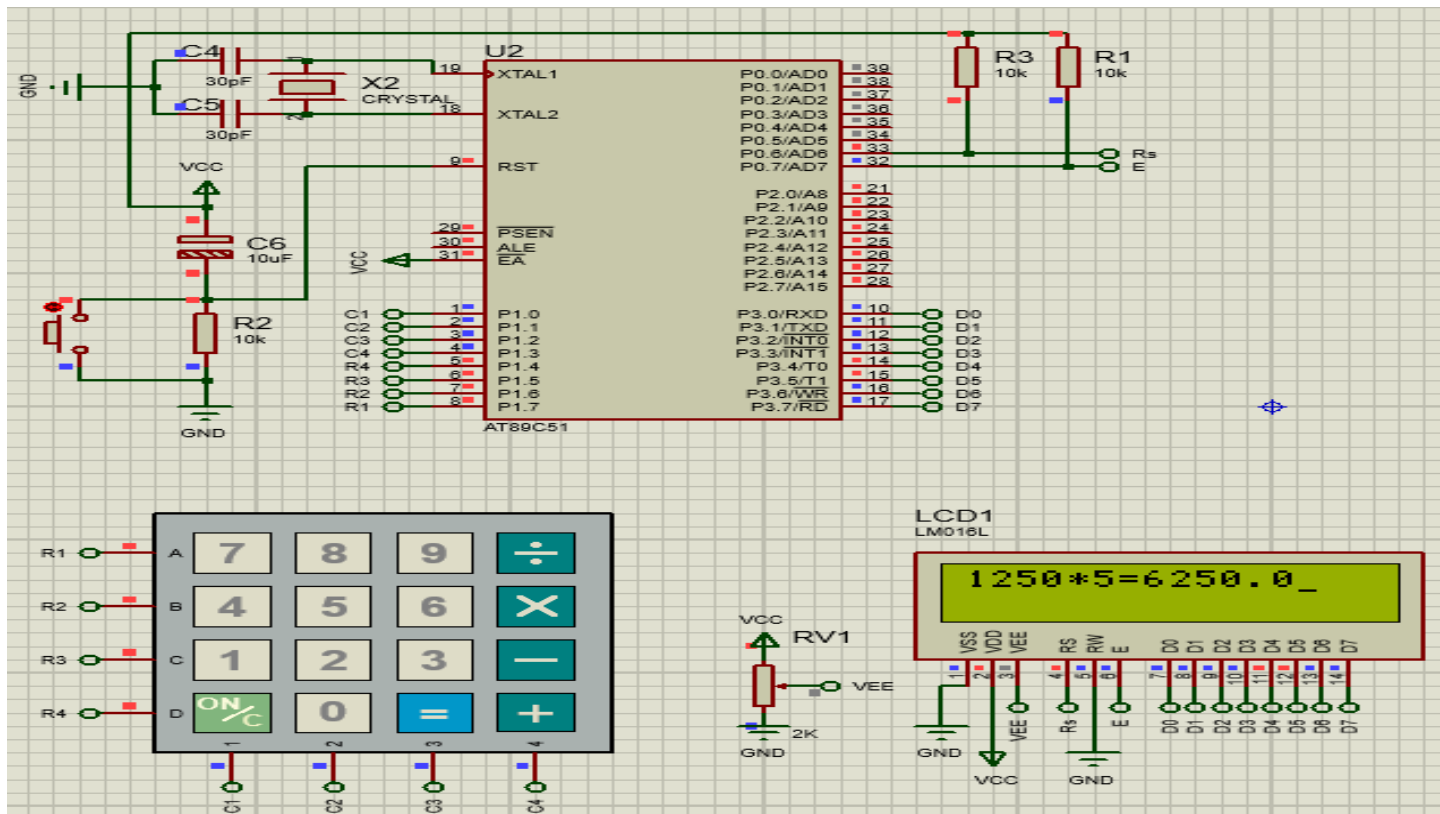 C4
30pF
C5
30pF
GND
X2
CRYSTAL
1
2
U2
19 XTAL1
18 XTAL2
9 RST
29 PSEN
30 ALE
31 EA
VCC
1 P1.0 C1
2 P1.1 C2
3 P1.2 C3
4 P1.3 C4
5 P1.4 R4
6 P1.5 R3
7 P1.6 R2
8 P1.7 R1
AT89C51
P0.0/AD0 39
P0.1/AD1 38
P0.2/AD2 37
P0.3/AD3 36
P0.4/AD4 35
P0.5/AD5 34
P0.6/AD6 33 Rs
P0.7/AD7 32 E
P2.0/A8 21
P2.1/A9 22
P2.2/A10 23
P2.3/A11 24
P2.4/A12 25
P2.5/A13 26
P2.6/A14 27
P2.7/A15 28
P3.0/RXD 10 D0
P3.1/TXD 11 D1
P3.2/INT0 12 D2
P3.3/INT1 13 D3
P3.4/T0 14 D4
P3.5/T1 15 D5
P3.6/WR 16 D6
P3.7/RD 17 D7
R3
10k
R1
10k
VCC
C6
10uF
R2
10k
GND
R1 A 7 8 9 ÷
R2 B 4 5 6 X
R3 C 1 2 3 −
R4 D ON/C 0 = +
1 2 3 4
C1 C2 C3 C4
VCC
RV1
VEE
2K
GND
LCD1
LM016L
1250*5=6250.0_
VSS VDD VEE RS RW E D0 D1 D2 D3 D4 D5 D6 D7
1 2 3 4 5 6 7 8 9 10 11 12 13 14
VEE Rs E D0 D1 D2 D3 D4 D5 D6 D7
GND
VCC
GND